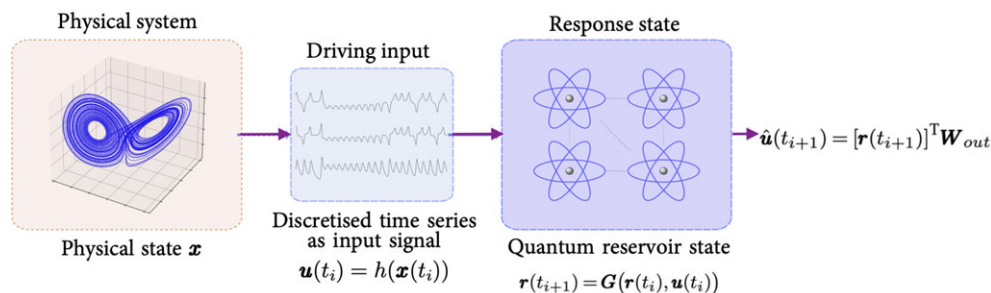 Physical system
Physical state 𝒙
Driving input
Discretised time series
as input signal
𝒖(tᵢ) = h(𝒙(tᵢ))
Response state
Quantum reservoir state
𝒓(tᵢ₊₁) = 𝑮(𝒓(tᵢ), 𝒖(tᵢ))
𝒖̂(tᵢ₊₁) = [𝒓(tᵢ₊₁)]ᵀ𝑾ₒᵤₜ